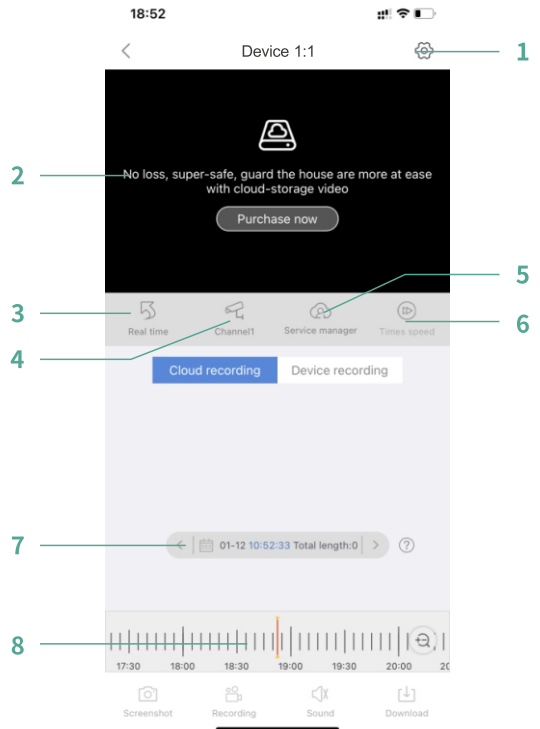 18:52
Device 1:1
1
No loss, super-safe, guard the house are more at ease
with cloud-storage video
2
Purchase now
5
3
Real time
Channel1
Service manager
Times speed
6
4
Cloud recording
Device recording
7
01-12 10:52:33 Total length:0
?
8
17:30
18:00
18:30
19:00
19:30
20:00
20
Screenshot
Recording
Sound
Download